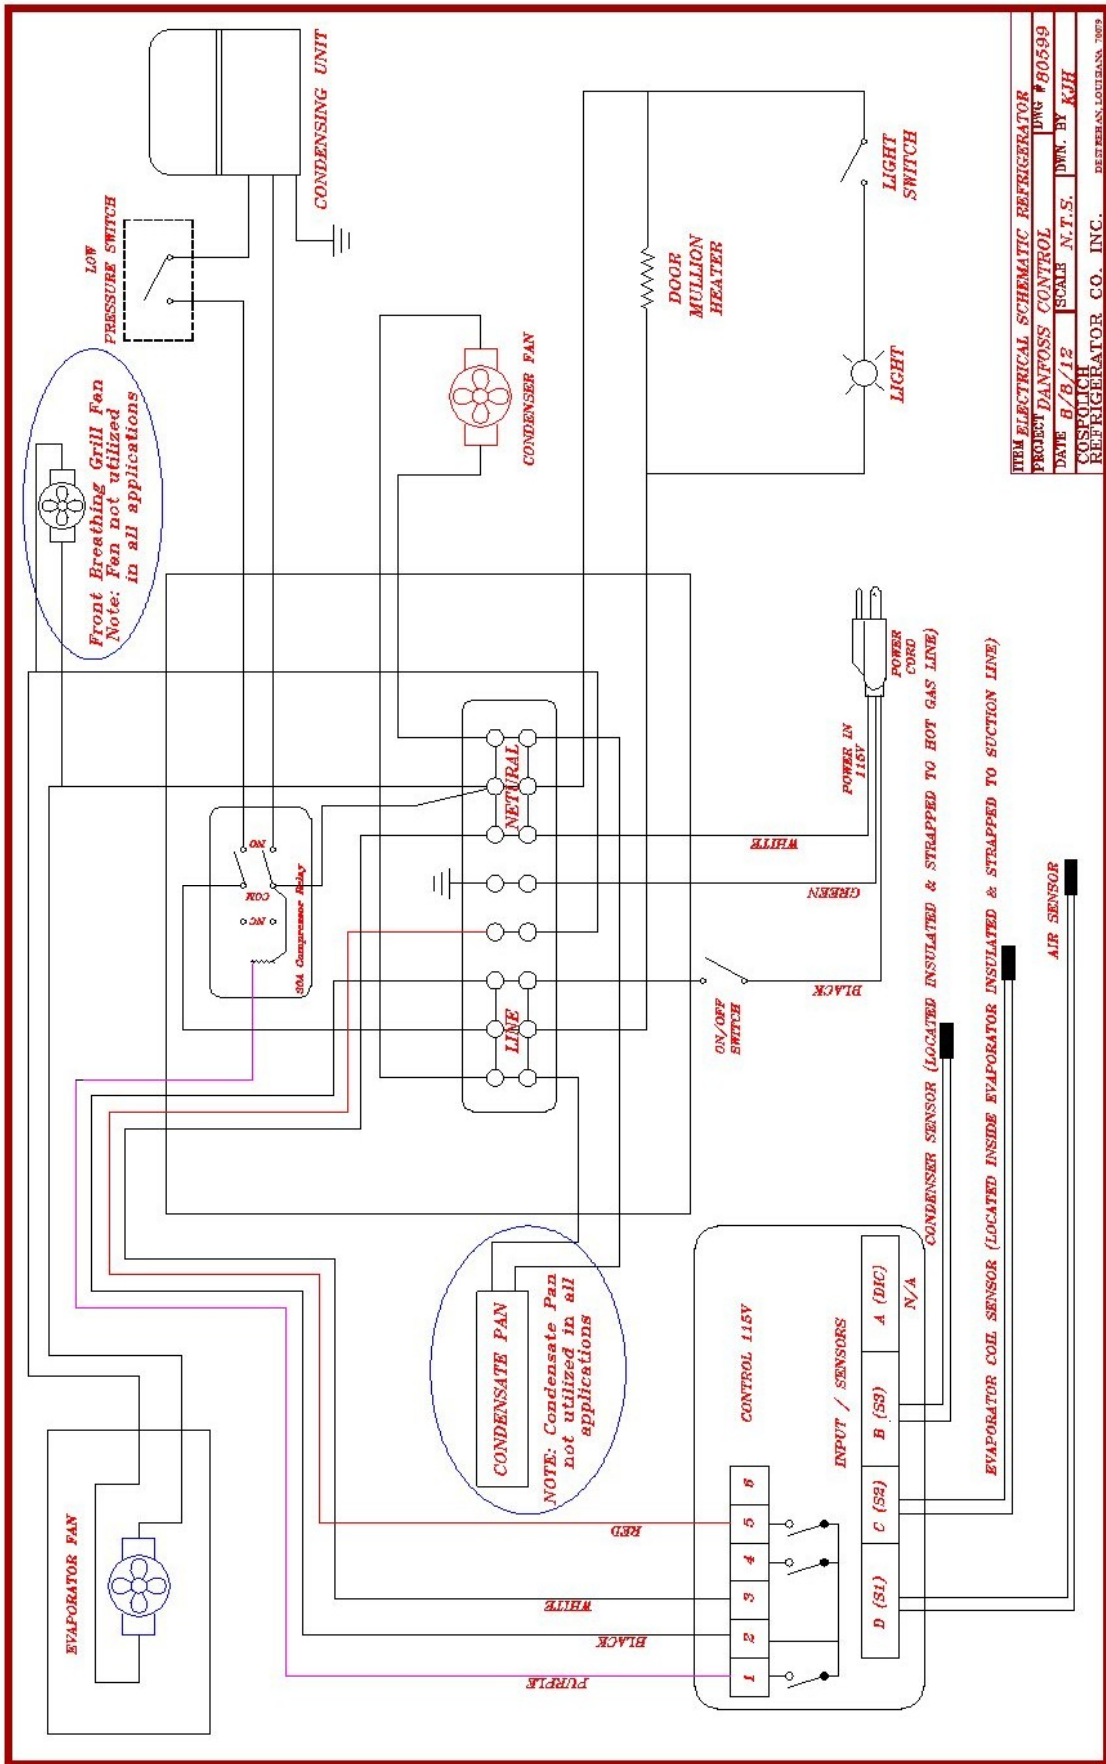 EVAPORATOR FAN
Front Breathing Grill Fan
Note: Fan not utilized
in all applications
LOW
PRESSURE SWITCH
CONDENSING UNIT
NC
COM
NO
30A Compressor Relay
CONDENSER FAN
LINE
NETURAL
CONDENSATE PAN
NOTE: Condensate Pan
not utilized in all
applications
DOOR
MULLION
HEATER
LIGHT
LIGHT
SWITCH
ON/OFF
SWITCH
BLACK
GREEN
WHITE
POWER IN
115V
POWER
CORD
PURPLE
BLACK
WHITE
RED
1 2 3 4 5 6
CONTROL 115V
INPUT / SENSORS
D (S1) C (S2) B (S3) A (DIC)
N/A
CONDENSER SENSOR (LOCATED INSULATED & STRAPPED TO HOT GAS LINE)
EVAPORATOR COIL SENSOR (LOCATED INSIDE EVAPORATOR INSULATED & STRAPPED TO SUCTION LINE)
AIR SENSOR
ITEM ELECTRICAL SCHEMATIC REFRIGERATOR
PROJECT DANFOSS CONTROL DWG #80599
DATE 8/8/12 SCALE N.T.S. DWN. BY KJH
COSPOLICH
REFRIGERATOR CO. INC. DESTREHAN, LOUISIANA 70079